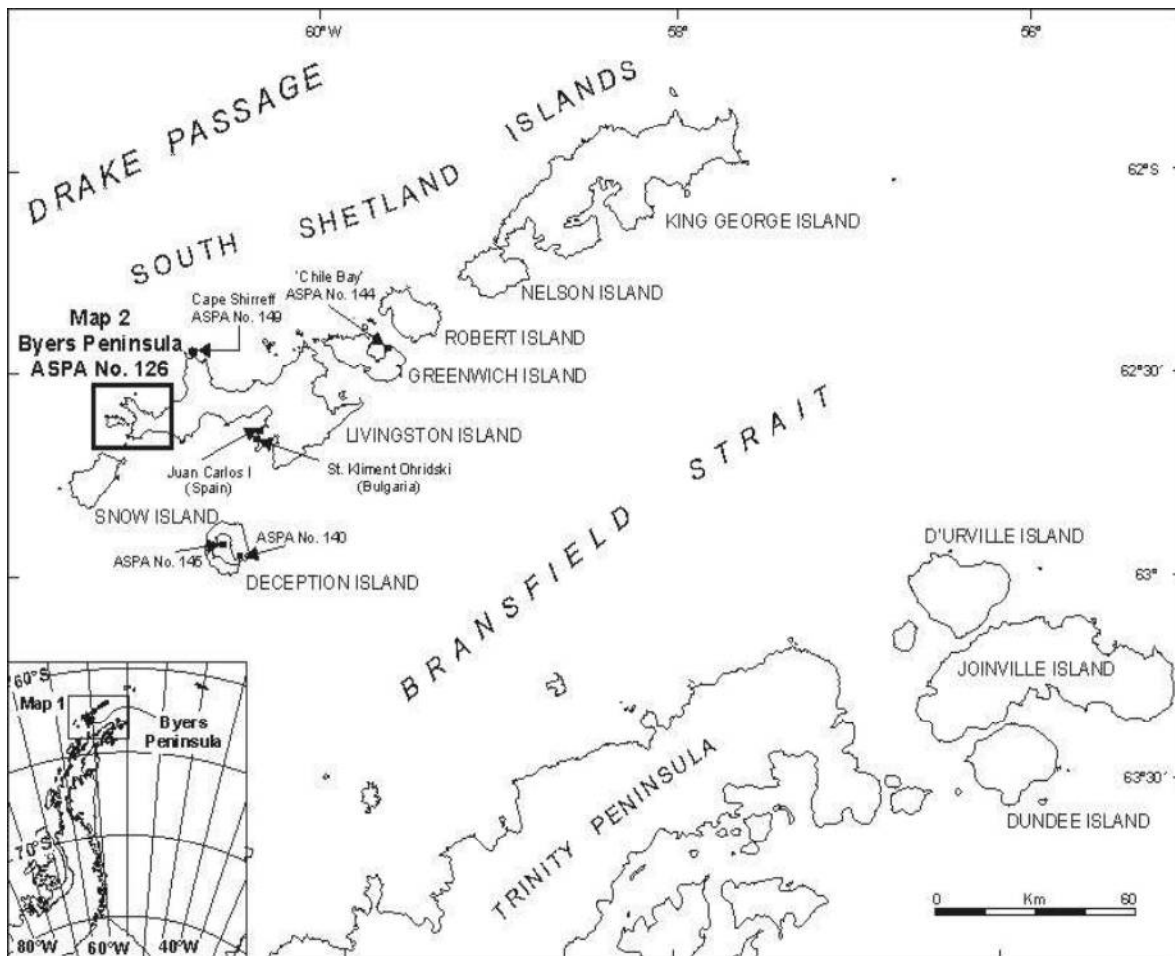 60°W
58°
56°
DRAKE PASSAGE
SOUTH SHETLAND ISLANDS
62°S
KING GEORGE ISLAND
'Chile Bay'
ASPA No. 144
NELSON ISLAND
Cape Shirreff
ASPA No. 149
Map 2
Byers Peninsula
ASPA No. 126
ROBERT ISLAND
GREENWICH ISLAND
62°30´
LIVINGSTON ISLAND
Juan Carlos I
(Spain)
St. Kliment Ohridski
(Bulgaria)
SNOW ISLAND
ASPA No. 140
ASPA No. 145
DECEPTION ISLAND
BRANSFIELD STRAIT
D'URVILLE ISLAND
63°
JOINVILLE ISLAND
60°S
Map 1
Byers
Peninsula
70°S
80°W 60°W 40°W
TRINITY PENINSULA
63°30´
DUNDEE ISLAND
0 Km 60